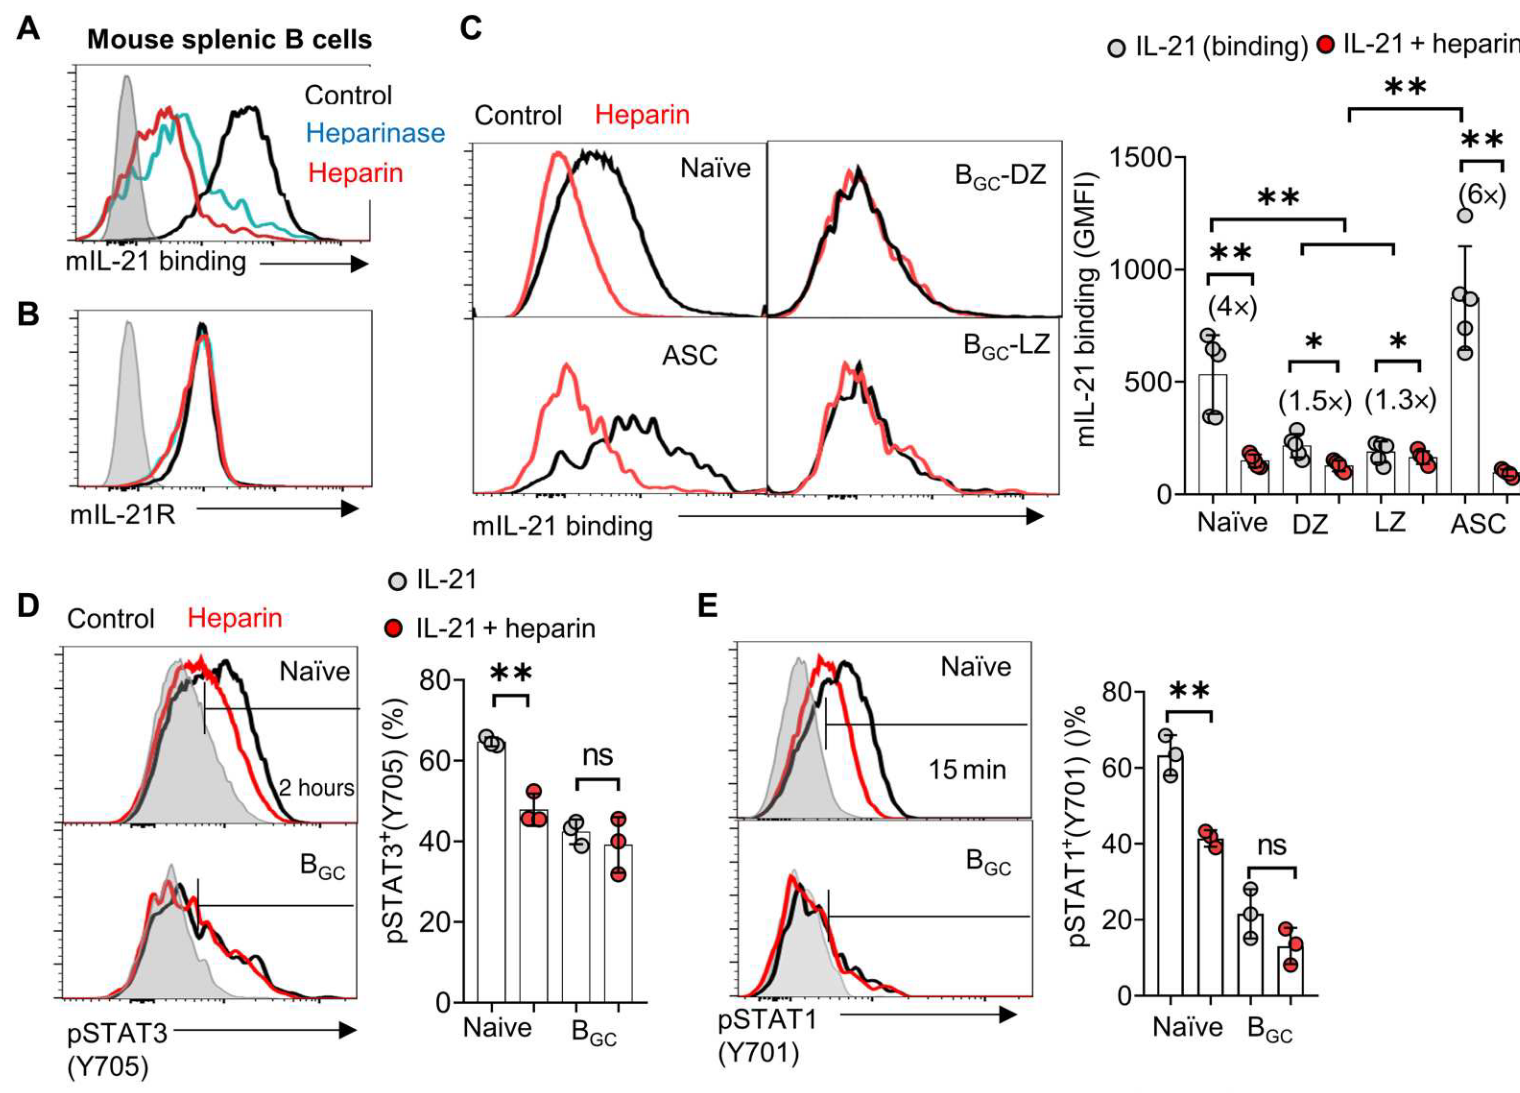 A
Mouse splenic B cells
Control
Heparinase
Heparin
mIL-21 binding
B
mIL-21R
C
Control Heparin
Naïve
BGC-DZ
ASC
BGC-LZ
mIL-21 binding
IL-21 (binding) IL-21 + heparin
mIL-21 binding (GMFI)
1500
1000
500
0
**
**
(6×)
**
**
(4×)
*
(1.5×)
*
(1.3×)
Naïve DZ LZ ASC
D
Control Heparin
Naïve
2 hours
BGC
pSTAT3
(Y705)
IL-21
IL-21 + heparin
pSTAT3+(Y705) (%)
80
60
40
20
0
**
ns
Naive BGC
E
Naïve
15 min
BGC
pSTAT1
(Y701)
pSTAT1+(Y701) ()%
80
60
40
20
0
**
ns
Naïve BGC